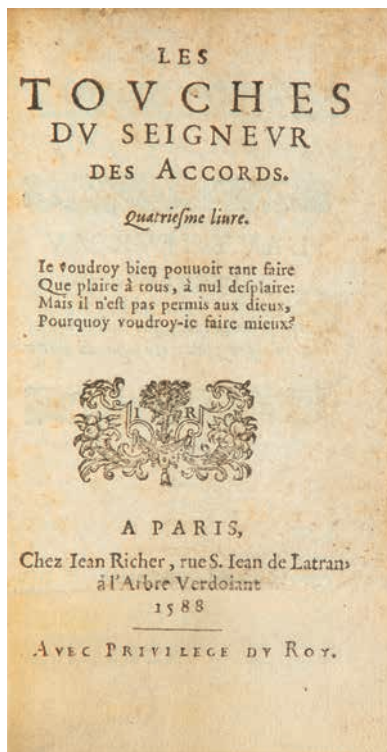 LES
TOVCHES
DV SEIGNEVR
DES ACCORDS.
Quatrieſme liure.
Ie voudroy bien pouuoir tant faire
Que plaire à tous, à nul deſplaire:
Mais il n'eſt pas permis aux dieux,
Pourquoy voudroy-ie faire mieux?
I R
A PARIS,
Chez Iean Richer, rue S. Iean de Latran,
à l'Arbre Verdoiant
1588
AVEC PRIVILEGE DV ROY.